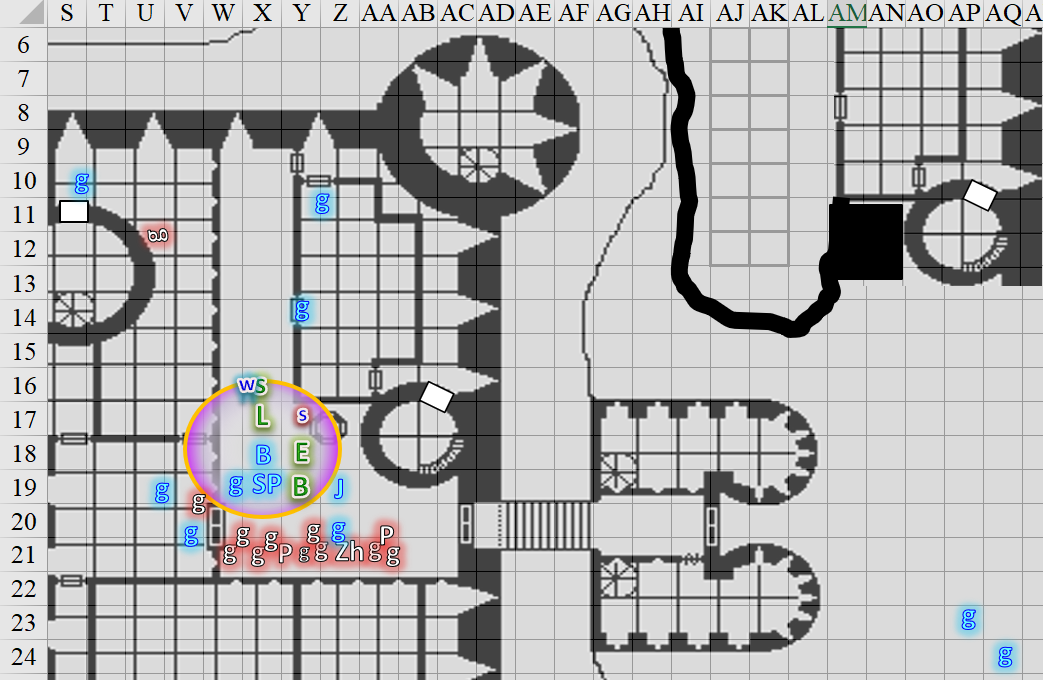 S T U V W X Y Z AA AB AC AD AE AF AG AH AI AJ AK AL AM AN AO AP AQ A
6
7
8
9
10 g
g
11
12 g
13
14 g
15
16 W S
17 L S
18 B E
19 g g SP B J
g
20 g g g g P
21 g g g P g g Zh g g
22
23 g
24 g